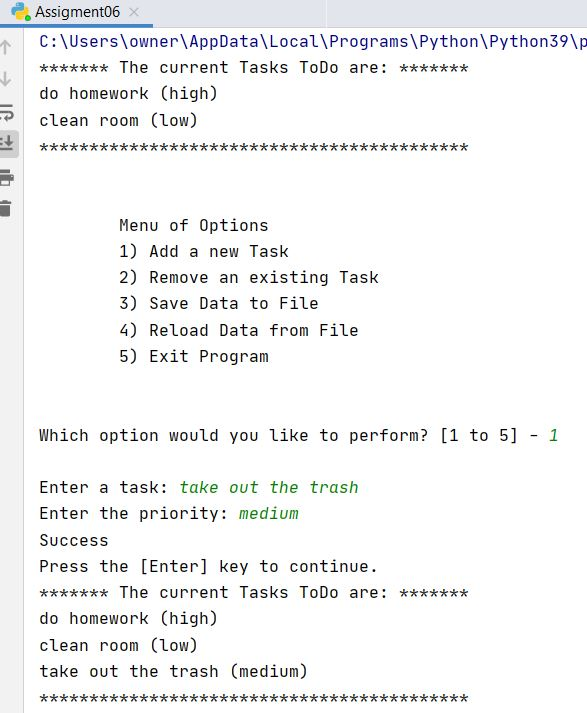 Assigment06
C:\Users\owner\AppData\Local\Programs\Python\Python39\p
******* The current Tasks ToDo are: *******
do homework (high)
clean room (low)
*******************************************
Menu of Options
1) Add a new Task
2) Remove an existing Task
3) Save Data to File
4) Reload Data from File
5) Exit Program
Which option would you like to perform? [1 to 5] - 1
Enter a task: take out the trash
Enter the priority: medium
Success
Press the [Enter] key to continue.
******* The current Tasks ToDo are: *******
do homework (high)
clean room (low)
take out the trash (medium)
*******************************************